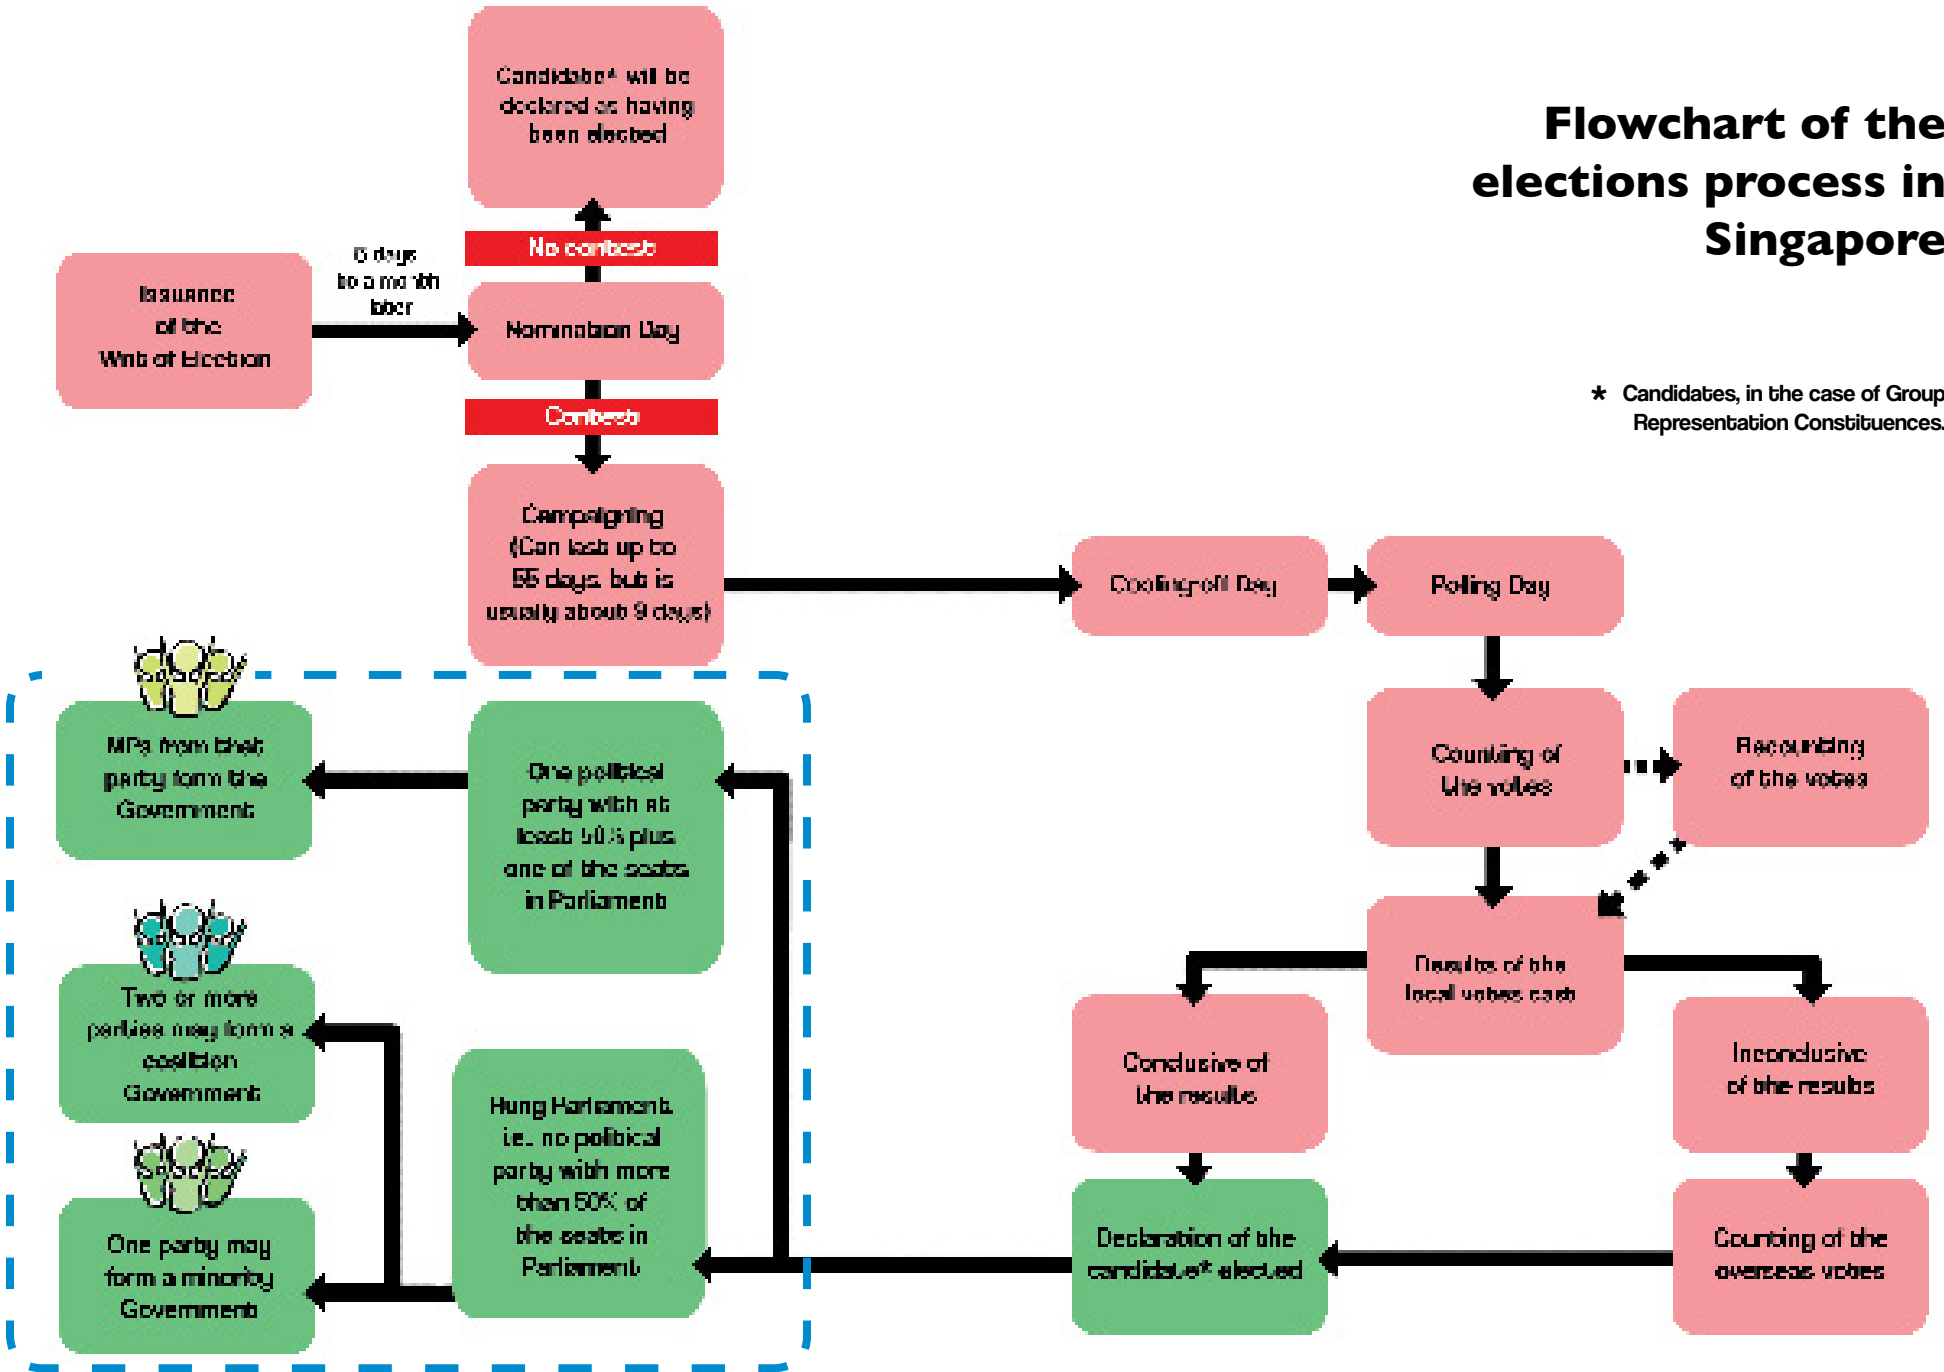 Flowchart of the
elections process in
Singapore
* Candidates, in the case of Group
Representation Constituences.
Candidate* will be
declared as having
been elected
No contest
Issuance
of the
Writ of Election
days
to a month
later
Nomination Day
Contest
Campaigning
(Can last up to
55 days, but is
usually about 9 days)
Cooling-off Day
Polling Day
Counting of
the votes
Recounting
of the votes
Results of the
local votes cast
Conclusive of
the results
Inconclusive
of the results
Declaration of the
candidate* elected
Counting of the
overseas votes
One political
party with at
least 50% plus
one of the seats
in Parliament
MPs from that
party form the
Government
Hung Parliament
i.e. no political
party with more
than 50% of
the seats in
Parliament
Two or more
parties may form a
coalition
Government
One party may
form a minority
Government